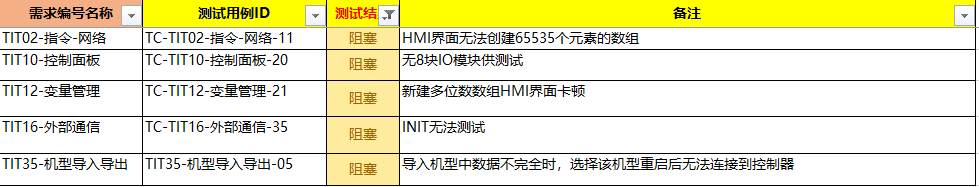 需求编号名称 测试用例ID 测试结 备注
TIT02-指令-网络 TC-TIT02-指令-网络-11 阻塞 HMI界面无法创建65535个元素的数组
TIT10-控制面板 TC-TIT10-控制面板-20 阻塞 无8块IO模块供测试
TIT12-变量管理 TC-TIT12-变量管理-21 阻塞 新建多位数数组HMI界面卡顿
TIT16-外部通信 TC-TIT16-外部通信-35 阻塞 INIT无法测试
TIT35-机型导入导出 TIT35-机型导入导出-05 阻塞 导入机型中数据不完全时，选择该机型重启后无法连接到控制器